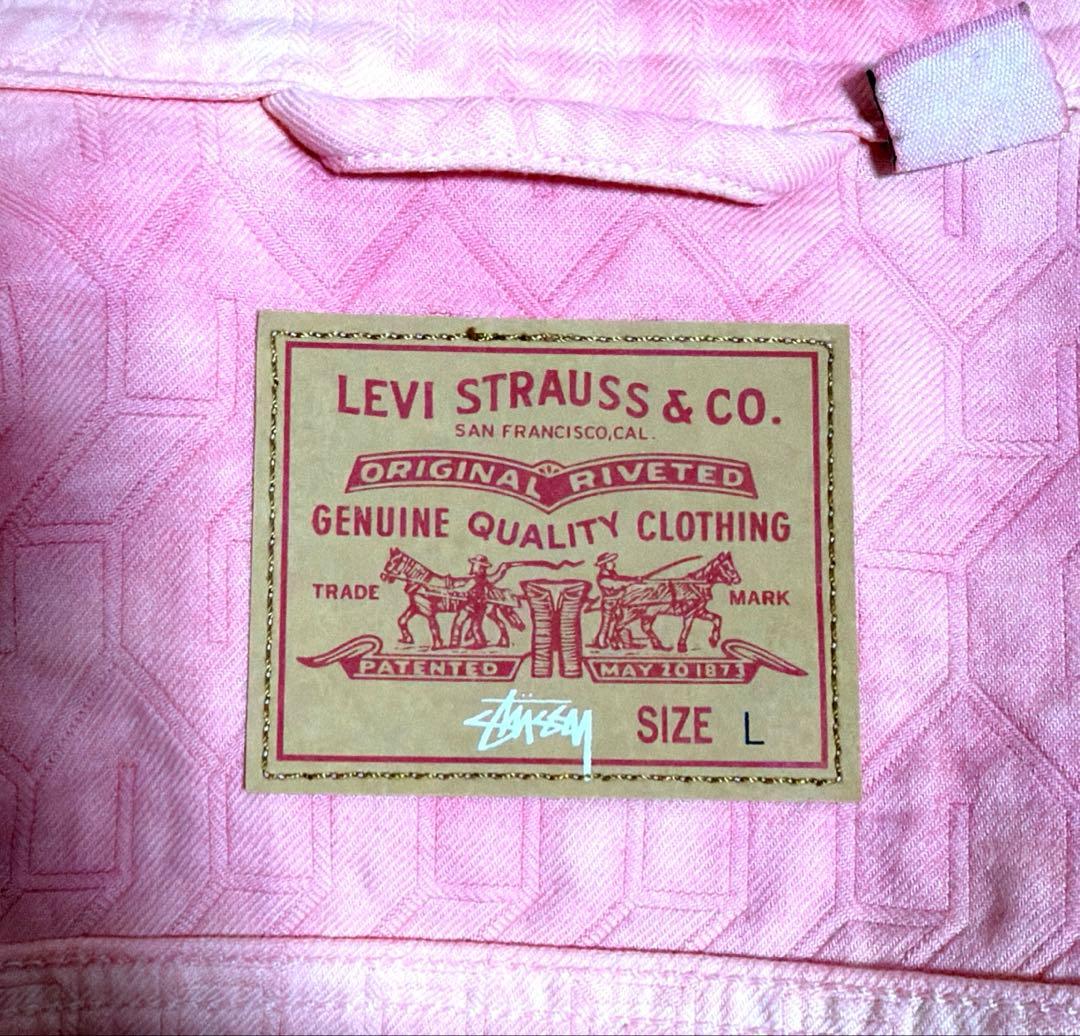 LEVI STRAUSS & CO.
SAN FRANCISCO, CAL.
ORIGINAL RIVETED
GENUINE QUALITY CLOTHING
TRADE MARK
PATENTED MAY 20 1873
Stüssy SIZE L